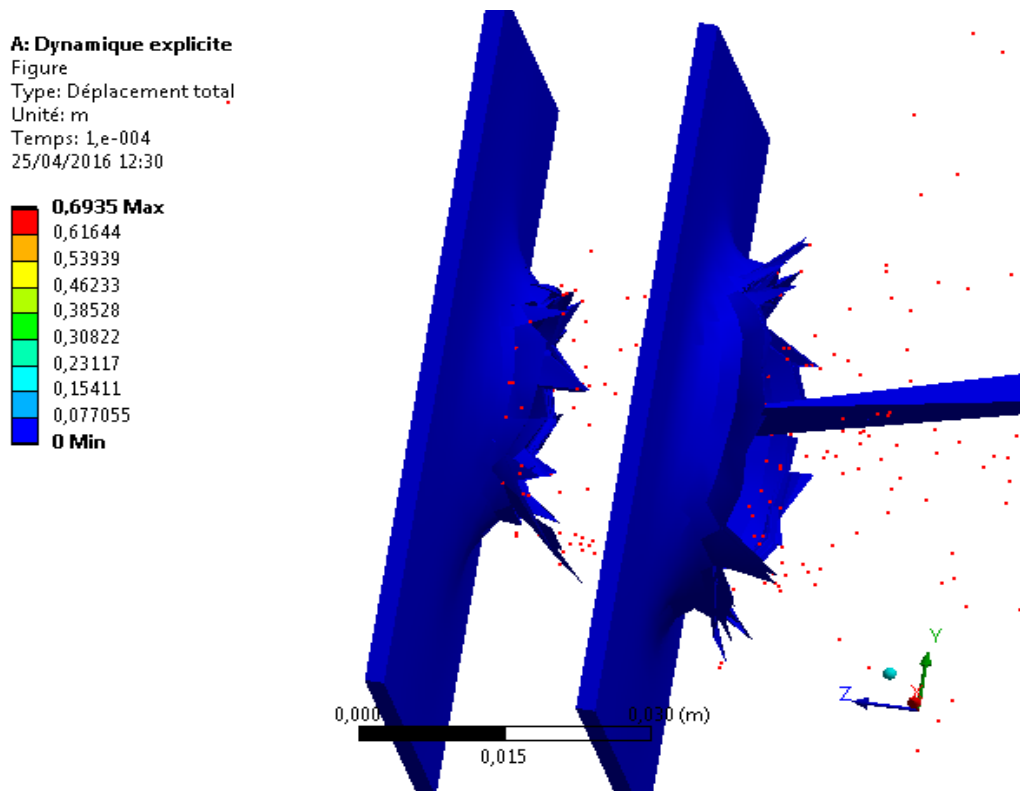 A: Dynamique explicite
Figure
Type: Déplacement total
Unité: m
Temps: 1,e-004
25/04/2016 12:30
0,6935 Max
0,61644
0,53939
0,46233
0,38528
0,30822
0,23117
0,15411
0,077055
0 Min
Y
Z
X
0,000
0,030 (m)
0,015